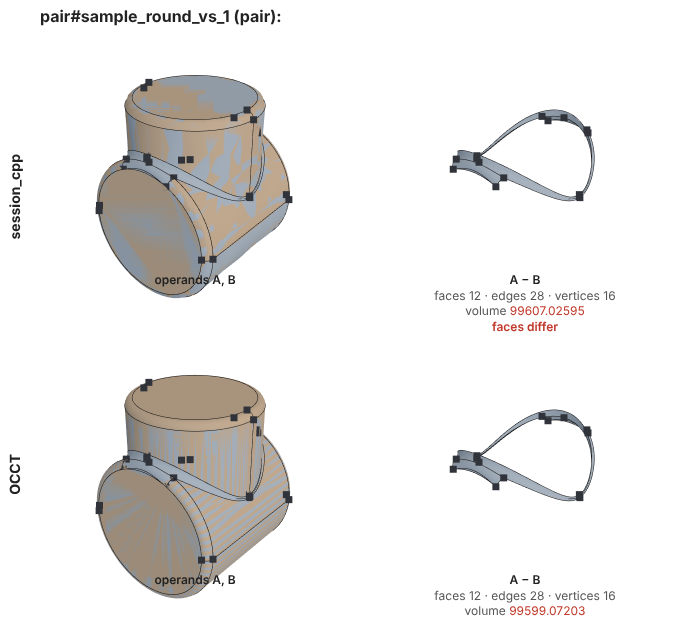 pair#sample_round_vs_1 (pair):
session_cpp
operands A, B
A − B
faces 12 · edges 28 · vertices 16
volume 99607.02595
faces differ
OCCT
operands A, B
A − B
faces 12 · edges 28 · vertices 16
volume 99599.07203